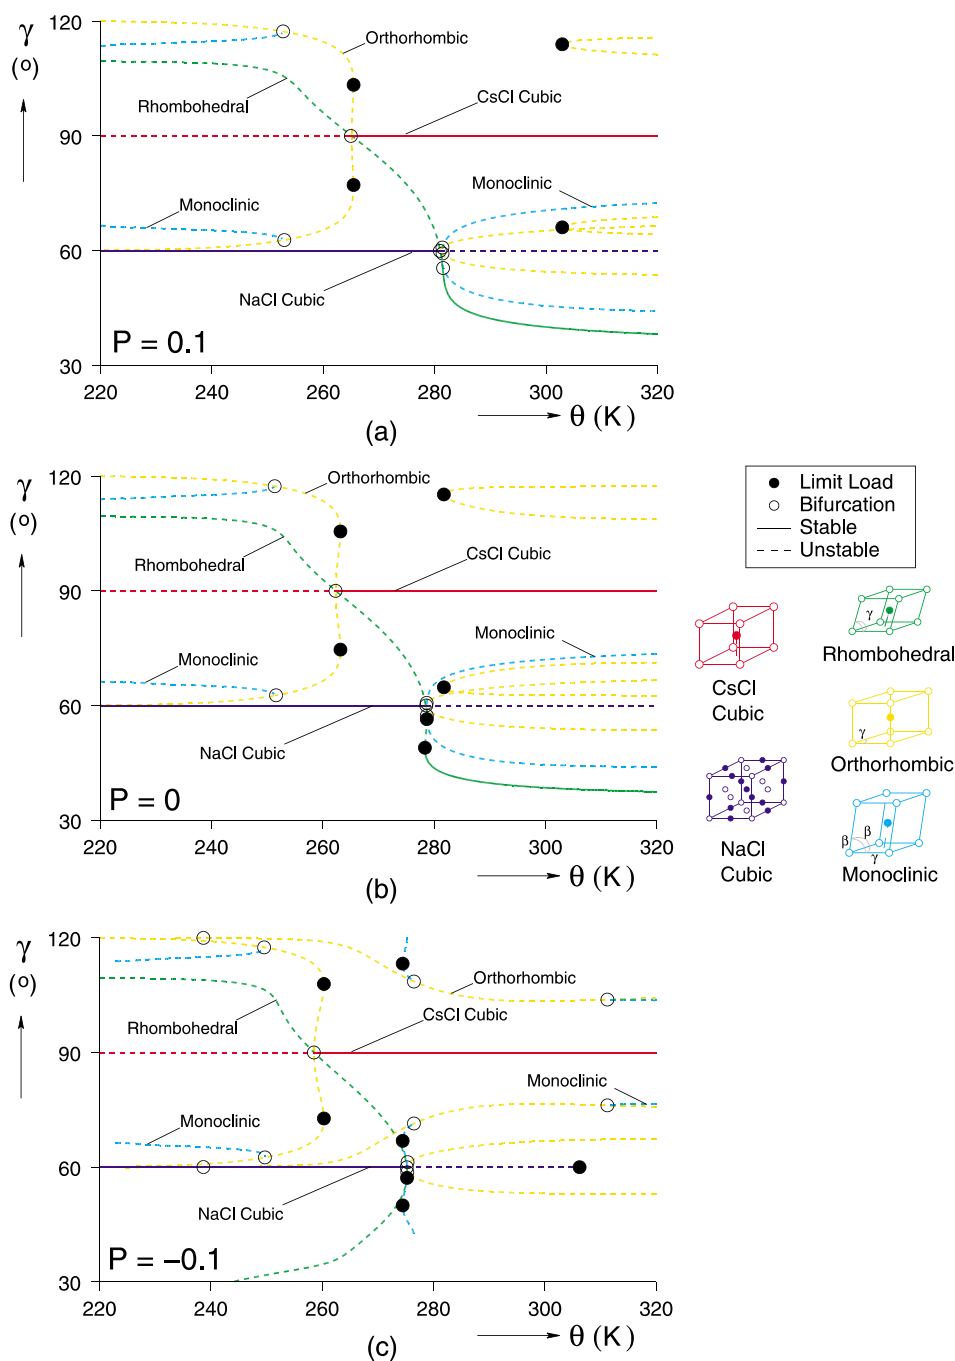 γ
(o)
120
90
60
30
Orthorhombic
Rhombohedral
CsCl Cubic
Monoclinic
Monoclinic
NaCl Cubic
P = 0.1
220 240 260 280 300 320
θ (K)
(a)
γ
(o)
120
90
60
30
Orthorhombic
Rhombohedral
CsCl Cubic
Monoclinic
Monoclinic
NaCl Cubic
P = 0
220 240 260 280 300 320
θ (K)
(b)
Limit Load
Bifurcation
Stable
Unstable
CsCl
Cubic
γ
Rhombohedral
γ
Orthorhombic
NaCl
Cubic
β β
γ
Monoclinic
γ
(o)
120
90
60
30
Orthorhombic
Rhombohedral
CsCl Cubic
Monoclinic
Monoclinic
NaCl Cubic
P = −0.1
220 240 260 280 300 320
θ (K)
(c)